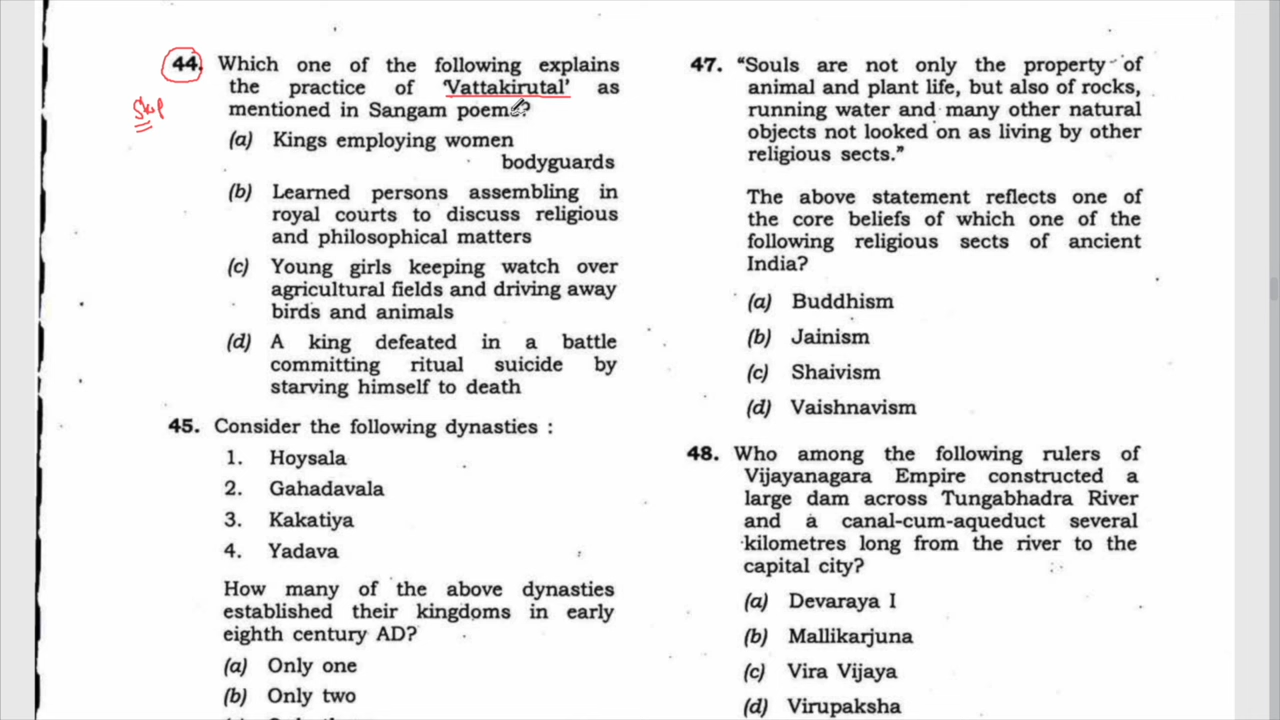 44. Which one of the following explains
the practice of 'Vattakirutal' as
mentioned in Sangam poems?
Skip
(a) Kings employing women
bodyguards
(b) Learned persons assembling in
royal courts to discuss religious
and philosophical matters
(c) Young girls keeping watch over
agricultural fields and driving away
birds and animals
(d) A king defeated in a battle
committing ritual suicide by
starving himself to death
45. Consider the following dynasties :
1. Hoysala
2. Gahadavala
3. Kakatiya
4. Yadava
How many of the above dynasties
established their kingdoms in early
eighth century AD?
(a) Only one
(b) Only two
47. "Souls are not only the property of
animal and plant life, but also of rocks,
running water and many other natural
objects not looked on as living by other
religious sects."
The above statement reflects one of
the core beliefs of which one of the
following religious sects of ancient
India?
(a) Buddhism
(b) Jainism
(c) Shaivism
(d) Vaishnavism
48. Who among the following rulers of
Vijayanagara Empire constructed a
large dam across Tungabhadra River
and a canal-cum-aqueduct several
kilometres long from the river to the
capital city?
(a) Devaraya I
(b) Mallikarjuna
(c) Vira Vijaya
(d) Virupaksha